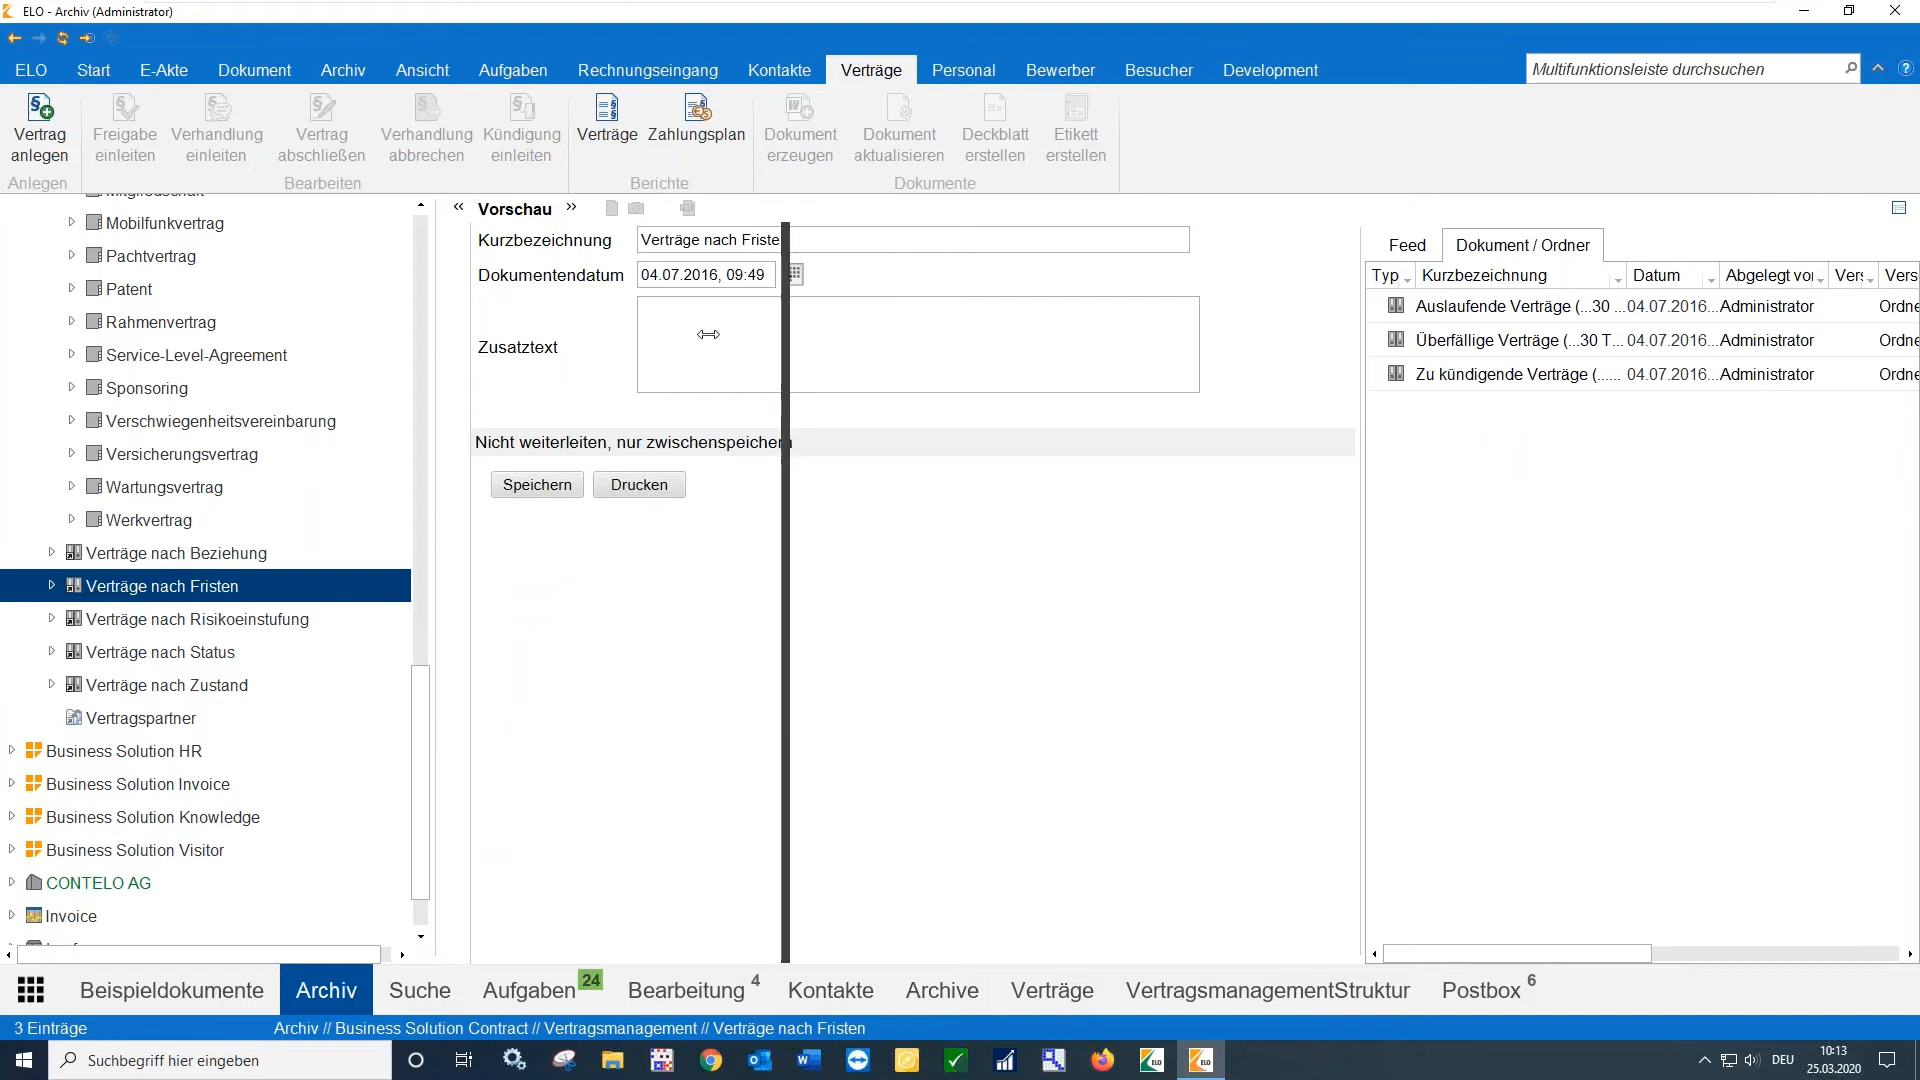 ELO - Archiv (Administrator)
ELO Start E-Akte Dokument Archiv Ansicht Aufgaben Rechnungseingang Kontakte Verträge Personal Bewerber Besucher Development
Multifunktionsleiste durchsuchen
Vertrag anlegen
Freigabe einleiten
Verhandlung einleiten
Vertrag abschließen
Verhandlung abbrechen
Kündigung einleiten
Verträge
Zahlungsplan
Dokument erzeugen
Dokument aktualisieren
Deckblatt erstellen
Etikett erstellen
Anlegen Bearbeiten Berichte Dokumente
Mobilfunkvertrag
Pachtvertrag
Patent
Rahmenvertrag
Service-Level-Agreement
Sponsoring
Verschwiegenheitsvereinbarung
Versicherungsvertrag
Wartungsvertrag
Werkvertrag
Verträge nach Beziehung
Verträge nach Fristen
Verträge nach Risikoeinstufung
Verträge nach Status
Verträge nach Zustand
Vertragspartner
Business Solution HR
Business Solution Invoice
Business Solution Knowledge
Business Solution Visitor
CONTELO AG
Invoice
« Vorschau »
Kurzbezeichnung Verträge nach Friste
Dokumentendatum 04.07.2016, 09:49
Zusatztext
Nicht weiterleiten, nur zwischenspeichern
Speichern Drucken
Feed Dokument / Ordner
Typ Kurzbezeichnung Datum Abgelegt vo Vers Vers
Auslaufende Verträge (...30 ... 04.07.2016... Administrator Ordne
Überfällige Verträge (...30 T... 04.07.2016... Administrator Ordne
Zu kündigende Verträge (...... 04.07.2016... Administrator Ordne
Beispieldokumente Archiv Suche Aufgaben 24 Bearbeitung 4 Kontakte Archive Verträge VertragsmanagementStruktur Postbox 6
3 Einträge Archiv // Business Solution Contract // Vertragsmanagement // Verträge nach Fristen
Suchbegriff hier eingeben
DEU
10:13
25.03.2020